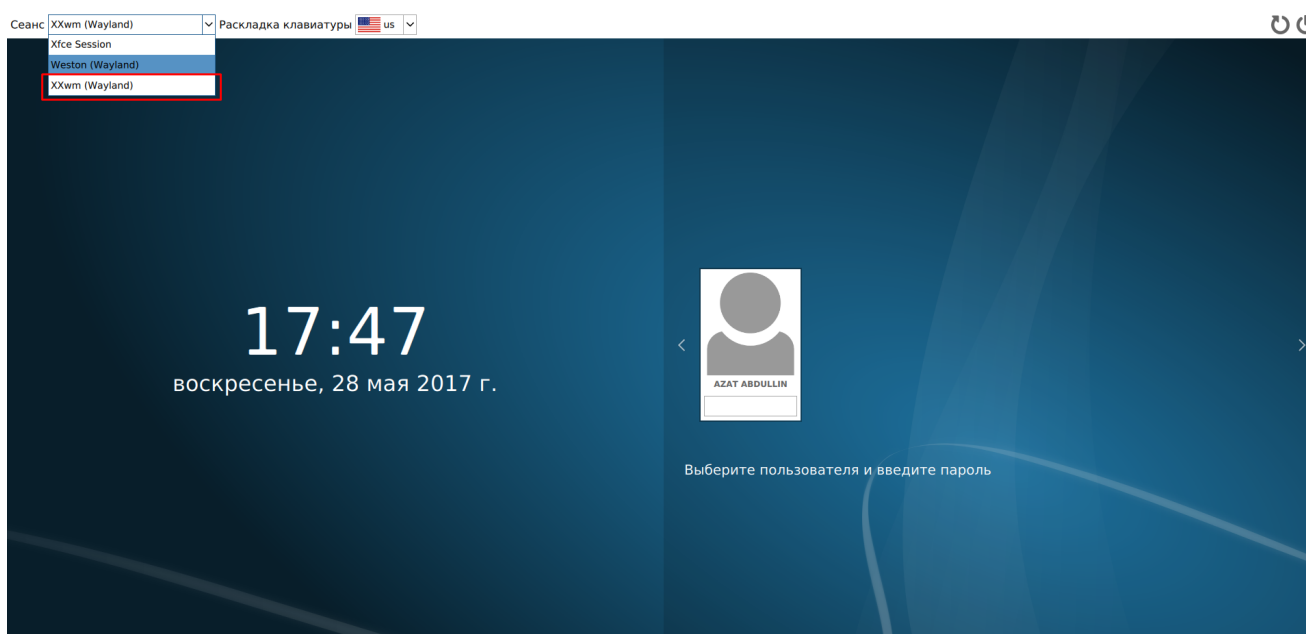 Сеанс XXwm (Wayland) Раскладка клавиатуры us
Xfce Session
Weston (Wayland)
XXwm (Wayland)
17:47
воскресенье, 28 мая 2017 г.
AZAT ABDULLIN
Выберите пользователя и введите пароль